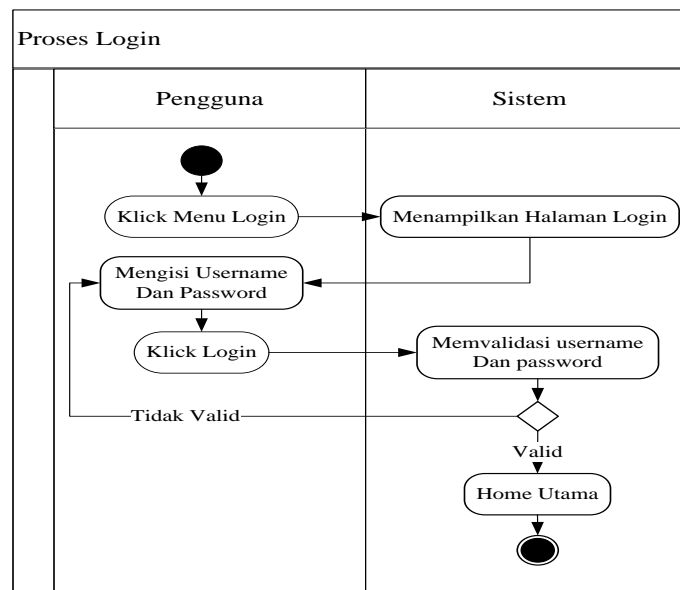 Proses Login
Pengguna
Sistem
Klick Menu Login
Menampilkan Halaman Login
Mengisi Username
Dan Password
Klick Login
Memvalidasi username
Dan password
Tidak Valid
Valid
Home Utama